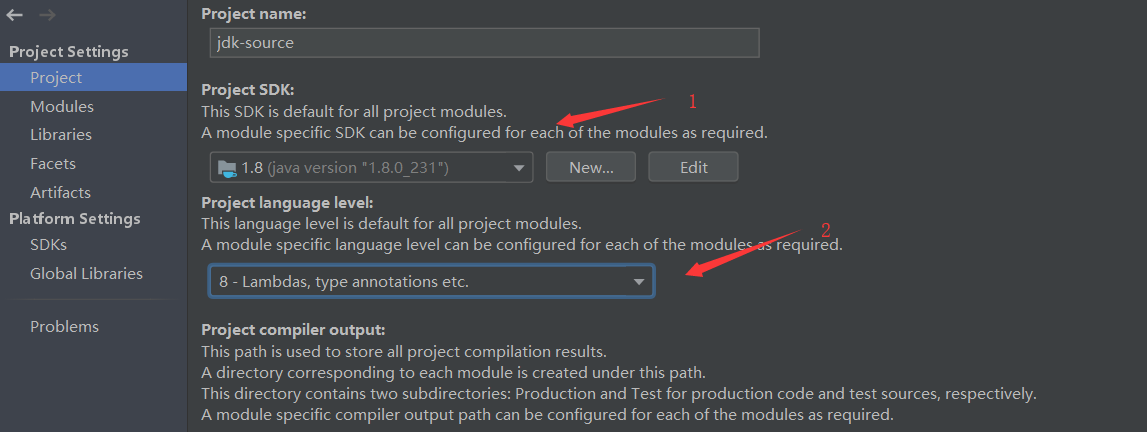 Project name:
Project Settings
jdk-source
Project
Project SDK:
Modules
This SDK is default for all project modules.
1
Libraries
A module specific SDK can be configured for each of the modules as required.
Facets
1.8 (java version "1.8.0_231")
New...
Edit
Artifacts
Project language level:
Platform Settings
This language level is default for all project modules.
2
SDKs
A module specific language level can be configured for each of the modules as required.
Global Libraries
8 - Lambdas, type annotations etc.
Problems
Project compiler output:
This path is used to store all project compilation results.
A directory corresponding to each module is created under this path.
This directory contains two subdirectories: Production and Test for production code and test sources, respectively.
A module specific compiler output path can be configured for each of the modules as required.